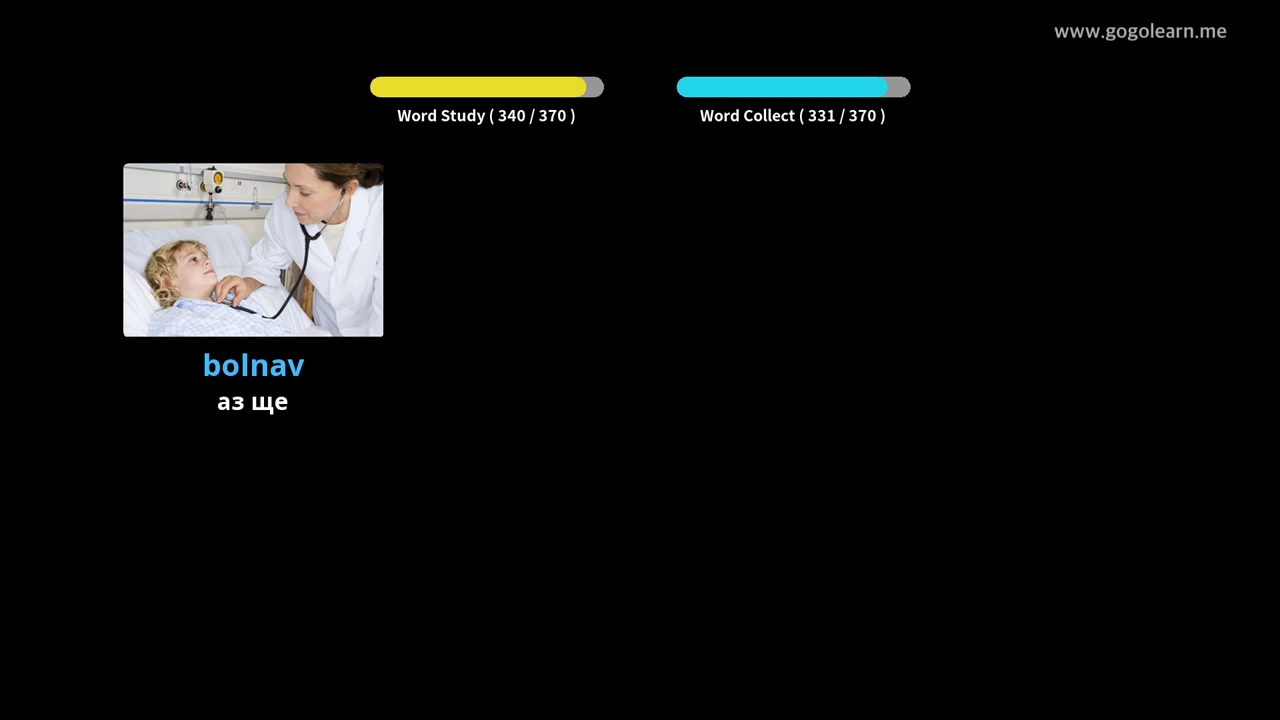 www.gogolearn.me
Word Study ( 340 / 370 )
Word Collect ( 331 / 370 )
bolnav
аз ще